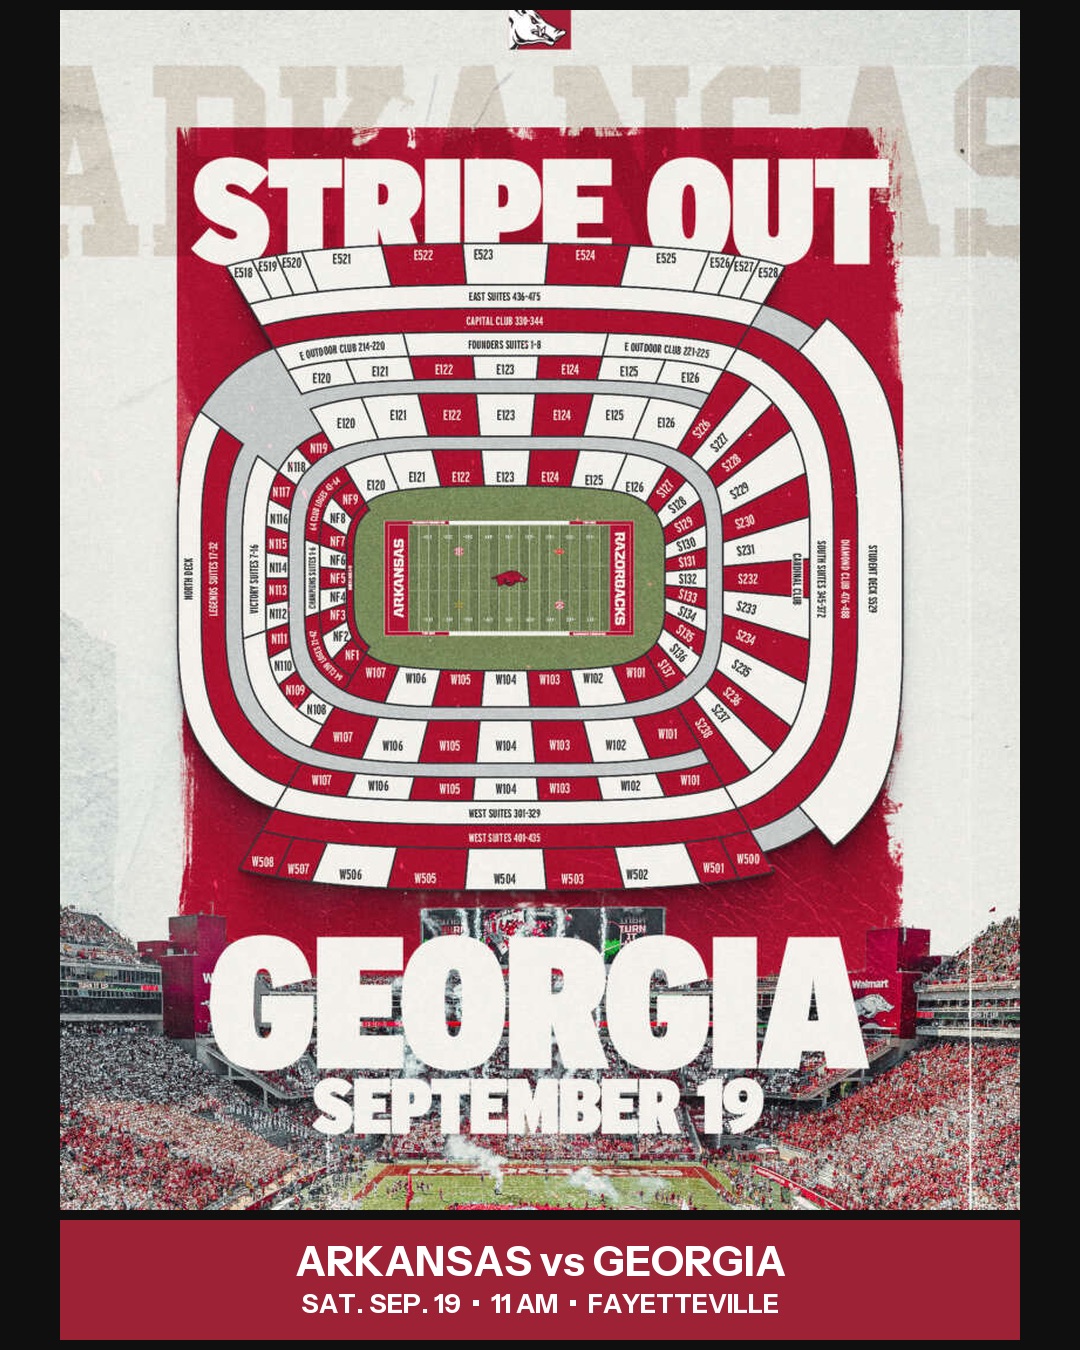 ARKANSAS
STRIPE OUT
E518 E519 E520 E521 E522 E523 E524 E525 E526 E527 E528
EAST SUITES 436-475
CAPITAL CLUB 330-344
E OUTDOOR CLUB 214-220 FOUNDERS SUITES 1-8 E OUTDOOR CLUB 221-225
E120 E121 E122 E123 E124 E125 E126
E120 E121 E122 E123 E124 E125 E126
E120 E121 E122 E123 E124 E125 E126
NORTH DECK
LEGENDS SUITES 17-32
VICTORY SUITES 7-16
N119
N118
N117
N116
N115
N114
N113
N112
N111
N110
N109
N108
CHAMPIONS SUITES 1-6
NF9
NF8
NF7
NF6
NF5
NF4
NF3
NF2
NF1
ARKANSAS
RAZORBACKS
S127
S128
S129
S130
S131
S132
S133
S134
S135
S136
S137
S226
S227
S228
S229
S230
S231
S232
S233
S234
S235
S236
S237
S238
CARDINAL CLUB
SOUTH SUITES 345-372
DIAMOND CLUB 476-488
STUDENT DECK S529
W107 W106 W105 W104 W103 W102 W101
W107 W106 W105 W104 W103 W102 W101
W107 W106 W105 W104 W103 W102 W101
WEST SUITES 301-329
WEST SUITES 401-435
W508 W507 W506 W505 W504 W503 W502 W501 W500
Walmart
GEORGIA
SEPTEMBER 19
ARKANSAS vs GEORGIA
SAT. SEP. 19 ▪ 11 AM ▪ FAYETTEVILLE